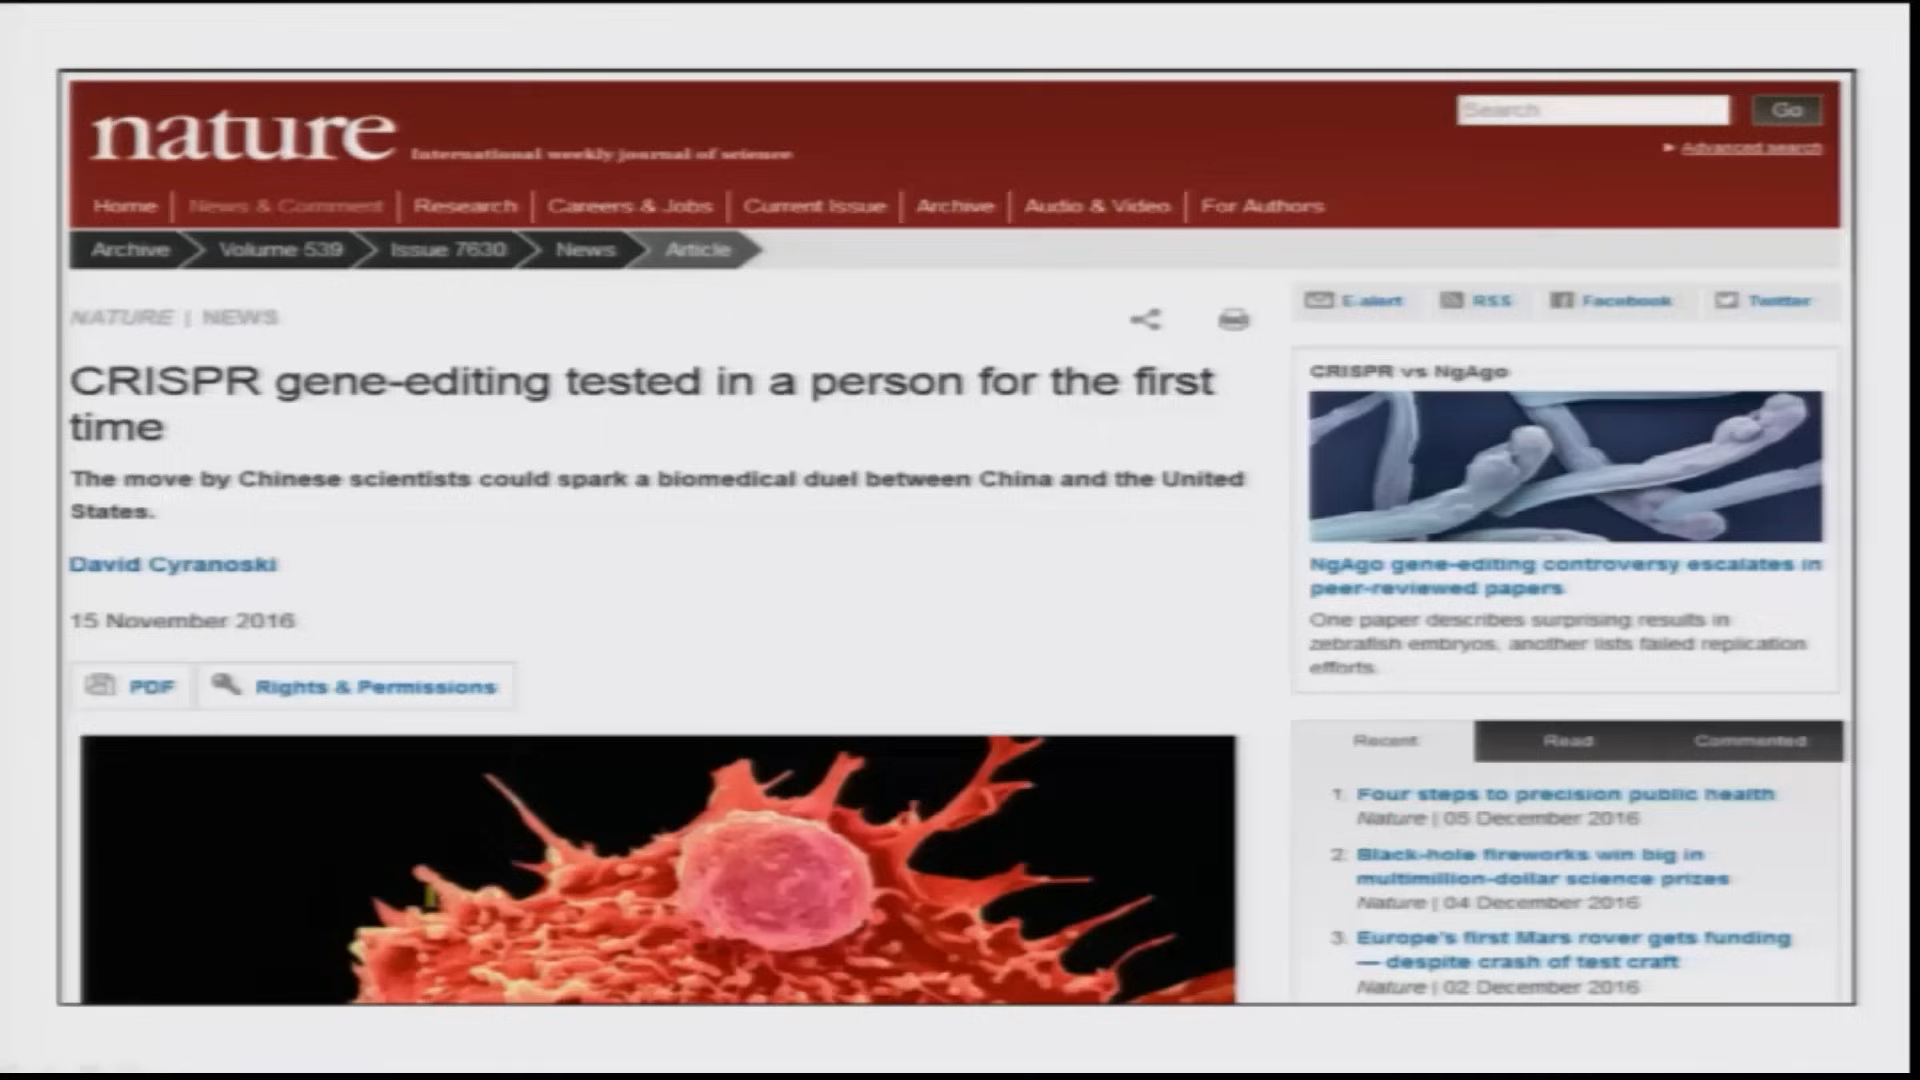 nature
International weekly journal of science
Search
Go
Advanced search
Home
News & Comment
Research
Careers & Jobs
Current Issue
Archive
Audio & Video
For Authors
Archive
Volume 539
Issue 7630
News
Article
NATURE | NEWS
CRISPR gene-editing tested in a person for the first
time
The move by Chinese scientists could spark a biomedical duel between China and the United
States.
David Cyranoski
15 November 2016
PDF
Rights & Permissions
E-alert
RSS
Facebook
Twitter
CRISPR vs NgAgo
NgAgo gene-editing controversy escalates in
peer-reviewed papers
One paper describes surprising results in
zebrafish embryos, another lists failed replication
efforts.
Recent
Read
Commented
1. Four steps to precision public health
Nature | 05 December 2016
2. Black-hole fireworks win big in
multimillion-dollar science prizes
Nature | 04 December 2016
3. Europe's first Mars rover gets funding
— despite crash of test craft
Nature | 02 December 2016